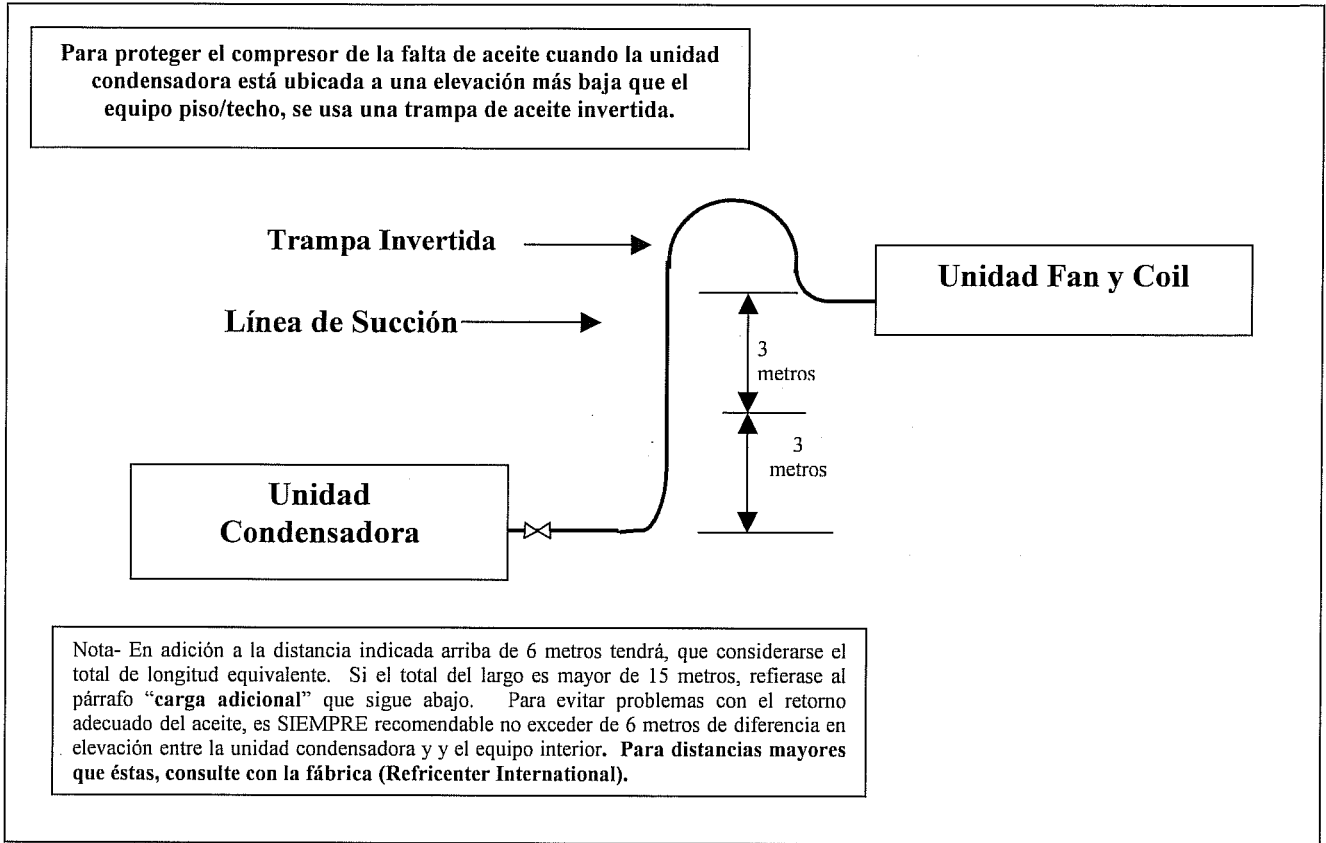 Para proteger el compresor de la falta de aceite cuando la unidad
condensadora está ubicada a una elevación más baja que el
equipo piso/techo, se usa una trampa de aceite invertida.
Trampa Invertida
Unidad Fan y Coil
Línea de Succión
3
metros
3
metros
Unidad
Condensadora
Nota- En adición a la distancia indicada arriba de 6 metros tendrá, que considerarse el
total de longitud equivalente. Si el total del largo es mayor de 15 metros, refierase al
párrafo “carga adicional” que sigue abajo. Para evitar problemas con el retorno
adecuado del aceite, es SIEMPRE recomendable no exceder de 6 metros de diferencia en
elevación entre la unidad condensadora y y el equipo interior. Para distancias mayores
que éstas, consulte con la fábrica (Refricenter International).